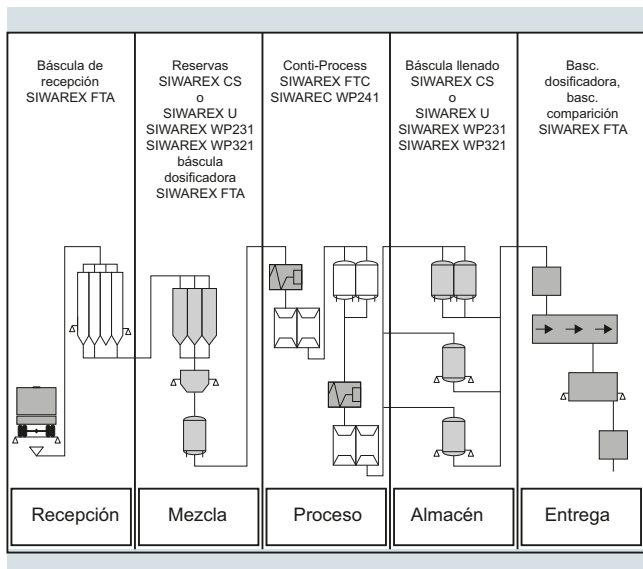 Báscula de
recepción
SIWAREX FTA
Reservas
SIWAREX CS
o
SIWAREX U
SIWAREX WP231
SIWAREX WP321
báscula
dosificadora
SIWAREX FTA
Conti-Process
SIWAREX FTC
SIWAREC WP241
Báscula llenado
SIWAREX CS
o
SIWAREX U
SIWAREX WP231
SIWAREX WP321
Basc.
dosificadora,
basc.
comparición
SIWAREX FTA
Recepción
Mezcla
Proceso
Almacén
Entrega